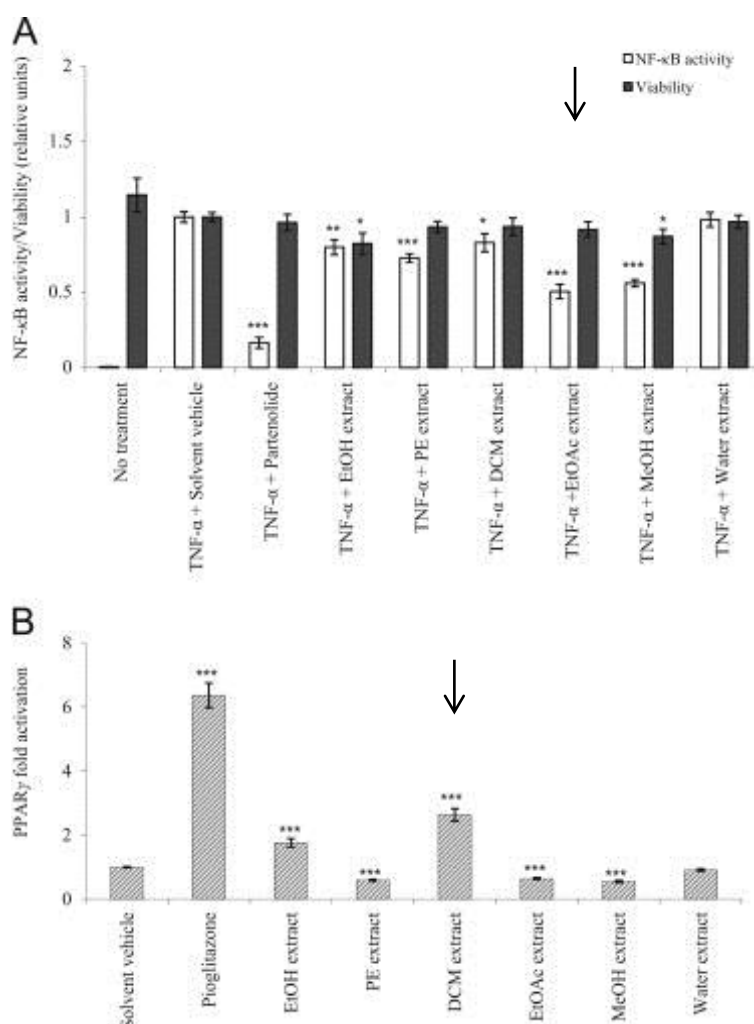 A
NF-κB activity
Viability
NF-κB activity/Viability (relative units)
2
1.5
1
0.5
0
***
**
*
***
*
***
***
*
No treatment
TNF-α + Solvent vehicle
TNF-α + Partenolide
TNF-α + EtOH extract
TNF-α + PE extract
TNF-α + DCM extract
TNF-α +EtOAc extract
TNF-α + MeOH extract
TNF-α + Water extract
B
PPARγ fold activation
8
6
4
2
0
***
***
***
***
***
***
Solvent vehicle
Pioglitazone
EtOH extract
PE extract
DCM extract
EtOAc extract
MeOH extract
Water extract